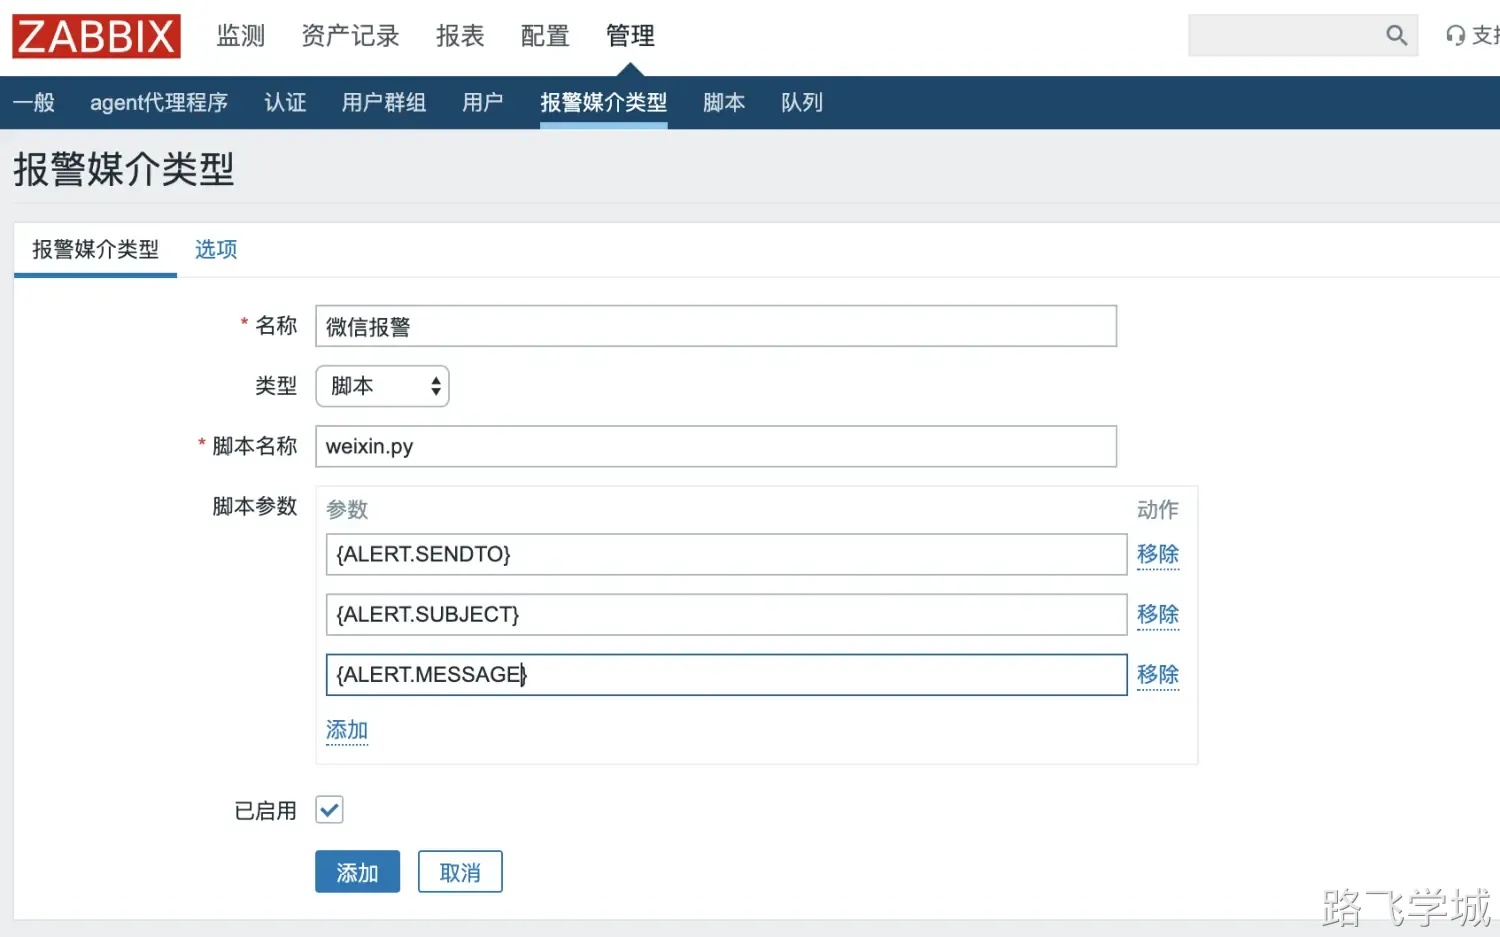 ZABBIX 监测 资产记录 报表 配置 管理
一般 agent代理程序 认证 用户群组 用户 报警媒介类型 脚本 队列
报警媒介类型
报警媒介类型 选项
* 名称 微信报警
类型 脚本
* 脚本名称 weixin.py
脚本参数 参数 动作
{ALERT.SENDTO} 移除
{ALERT.SUBJECT} 移除
{ALERT.MESSAGE} 移除
添加
已启用
添加 取消
路飞学城